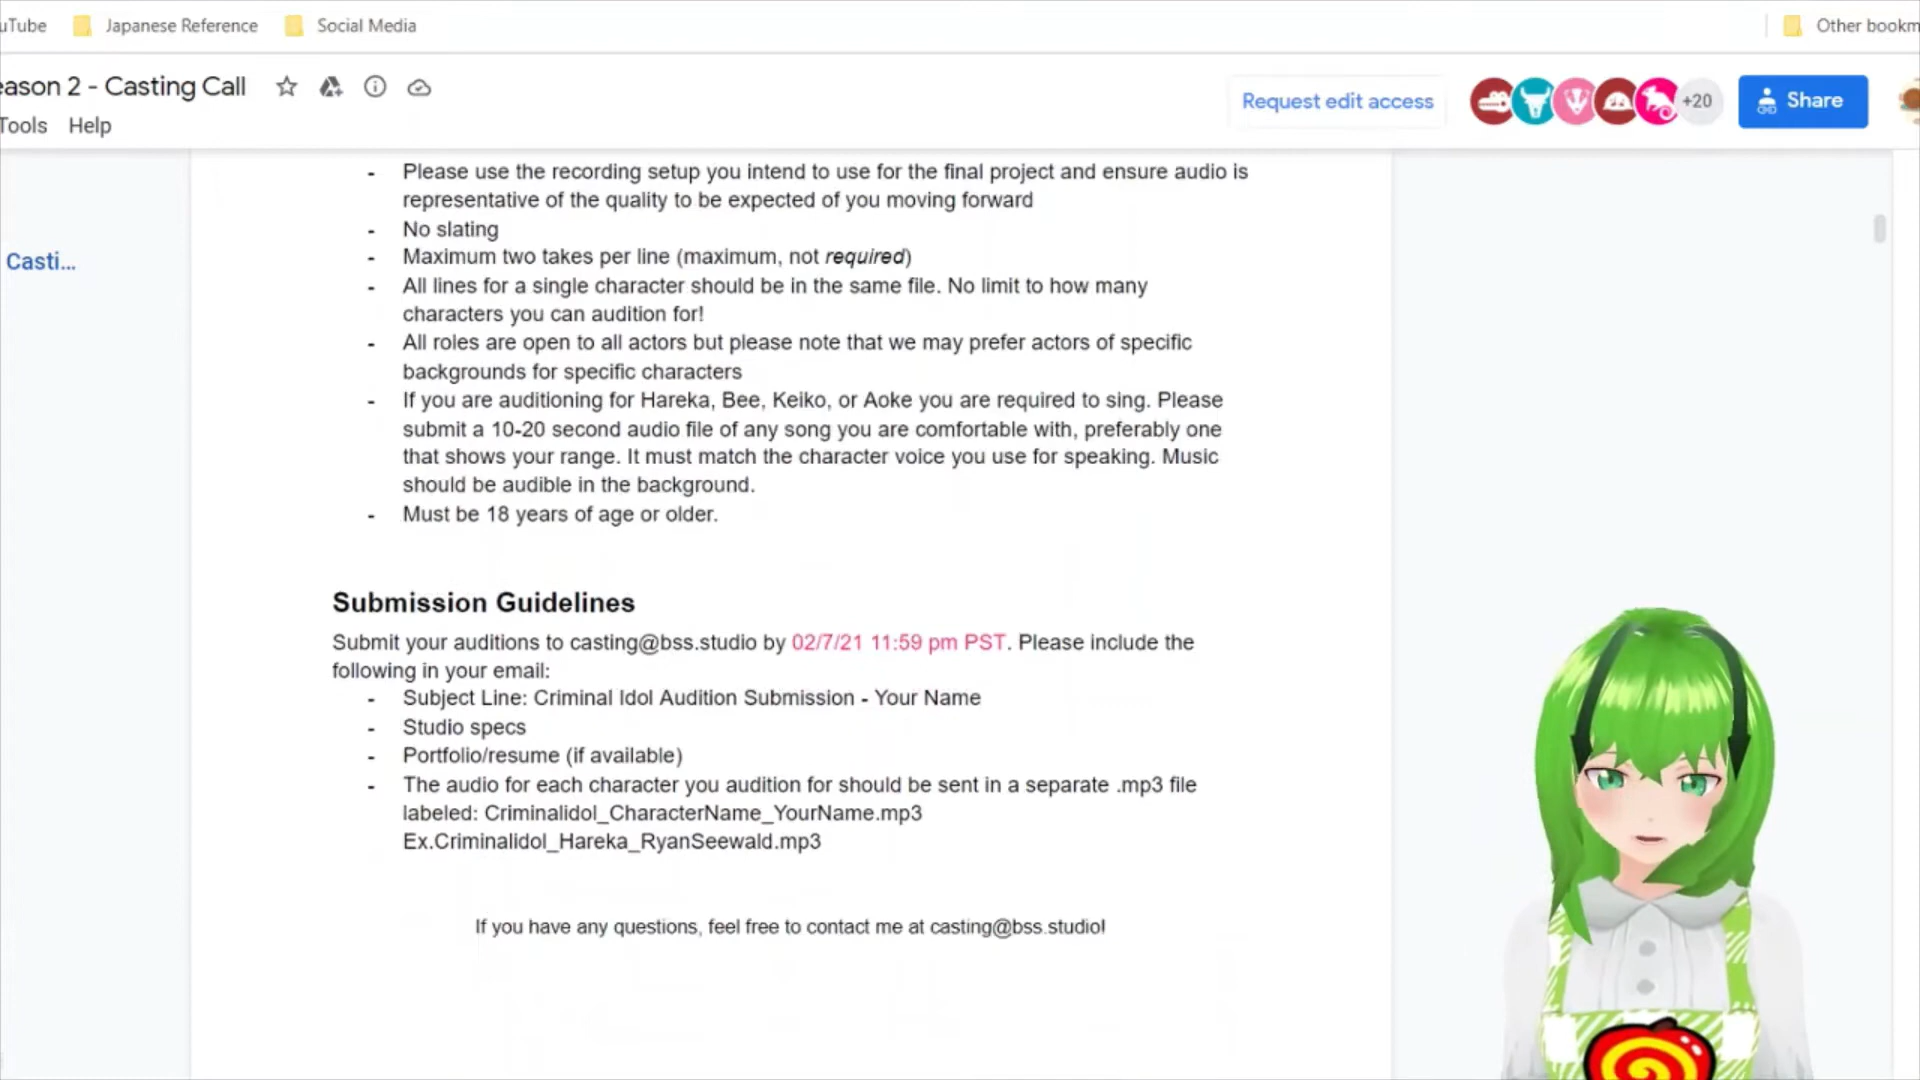 Japanese Reference
Social Media
Other
eason 2 - Casting Call
Request edit access
+20
Share
Tools
Help
Casti...
- Please use the recording setup you intend to use for the final project and ensure audio is
representative of the quality to be expected of you moving forward
- No slating
- Maximum two takes per line (maximum, not required)
- All lines for a single character should be in the same file. No limit to how many
characters you can audition for!
- All roles are open to all actors but please note that we may prefer actors of specific
backgrounds for specific characters
- If you are auditioning for Hareka, Bee, Keiko, or Aoke you are required to sing. Please
submit a 10-20 second audio file of any song you are comfortable with, preferably one
that shows your range. It must match the character voice you use for speaking. Music
should be audible in the background.
- Must be 18 years of age or older.
Submission Guidelines
Submit your auditions to casting@bss.studio by 02/7/21 11:59 pm PST. Please include the
following in your email:
- Subject Line: Criminal Idol Audition Submission - Your Name
- Studio specs
- Portfolio/resume (if available)
- The audio for each character you audition for should be sent in a separate .mp3 file
labeled: Criminalidol_CharacterName_YourName.mp3
Ex.Criminalidol_Hareka_RyanSeewald.mp3
If you have any questions, feel free to contact me at casting@bss.studio!